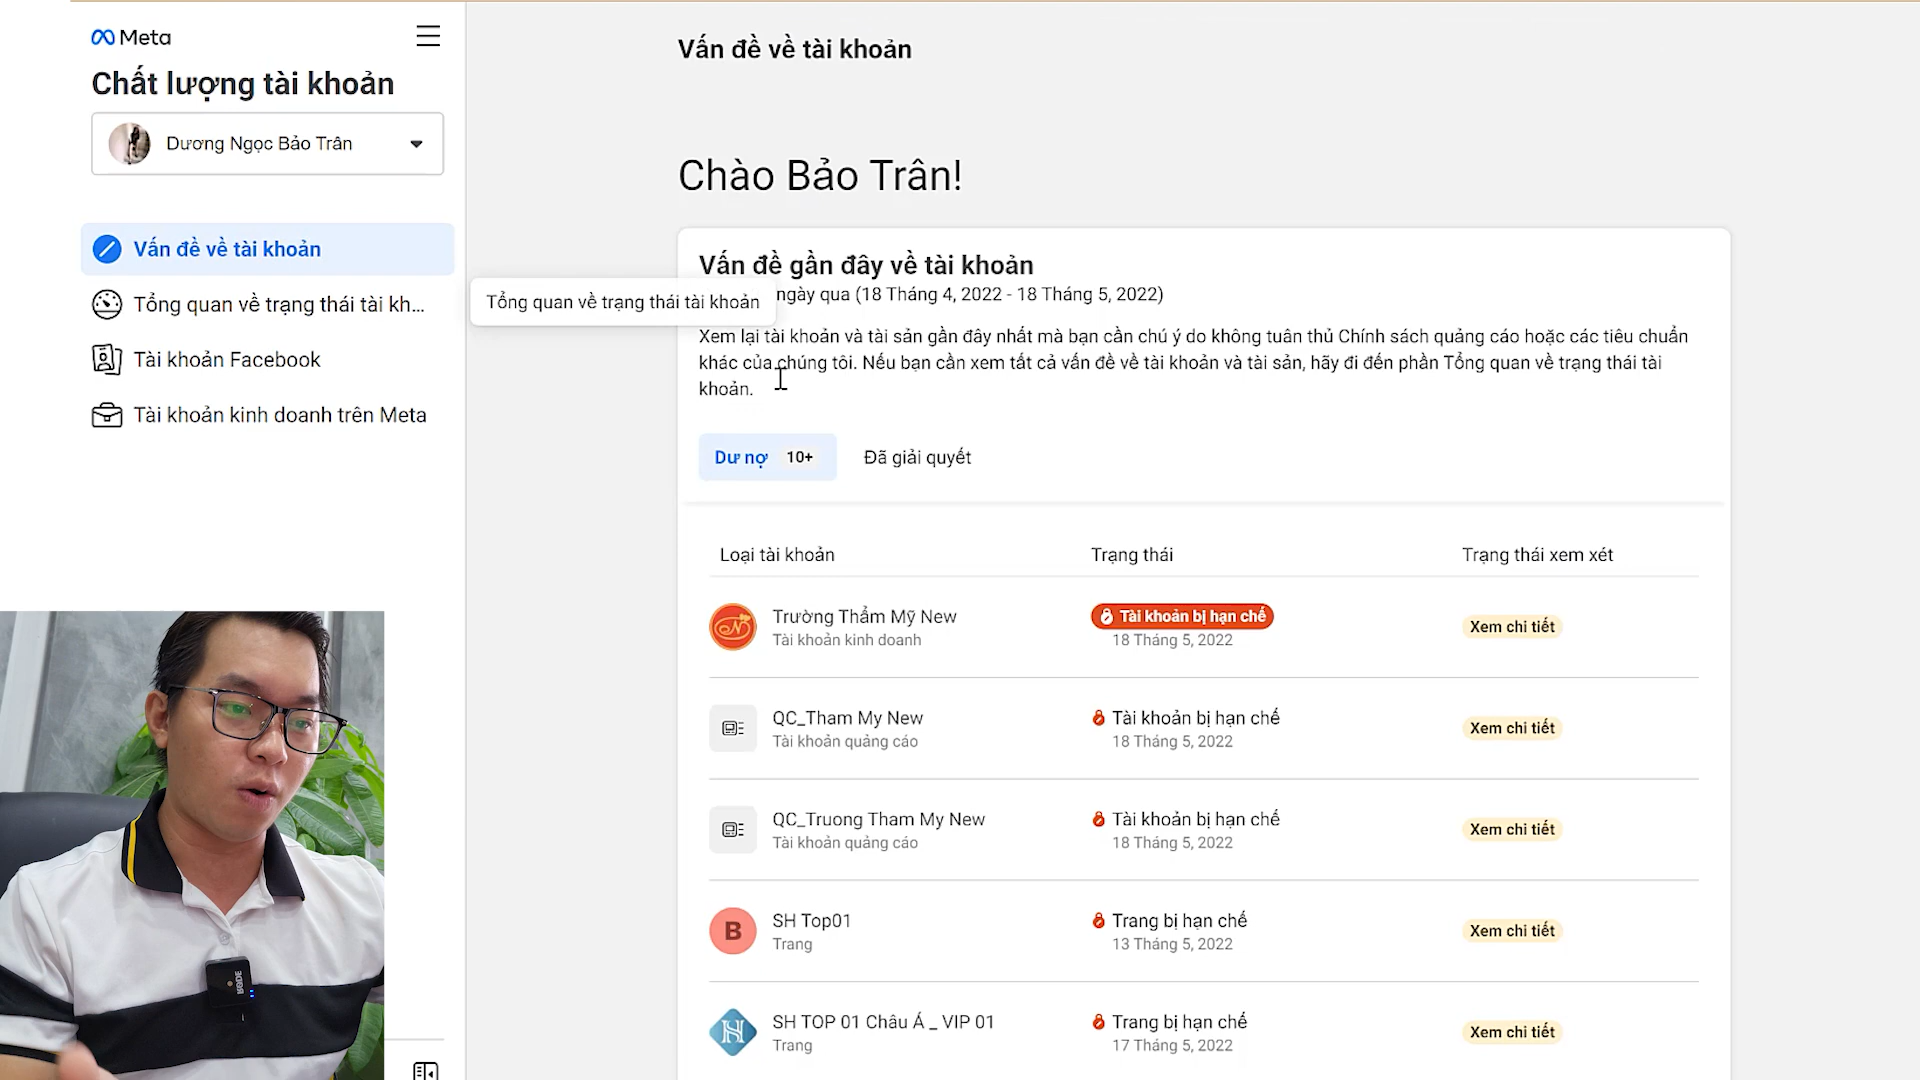 Meta
Chất lượng tài khoản
Dương Ngọc Bảo Trân
Vấn đề về tài khoản
Tổng quan về trạng thái tài kh...
Tài khoản Facebook
Tài khoản kinh doanh trên Meta
Vấn đề về tài khoản
Chào Bảo Trân!
Vấn đề gần đây về tài khoản
Tổng quan về trạng thái tài khoản
ngày qua (18 Tháng 4, 2022 - 18 Tháng 5, 2022)
Xem lại tài khoản và tài sản gần đây nhất mà bạn cần chú ý do không tuân thủ Chính sách quảng cáo hoặc các tiêu chuẩn
khác của chúng tôi. Nếu bạn cần xem tất cả vấn đề về tài khoản và tài sản, hãy đi đến phần Tổng quan về trạng thái tài
khoản.
Dư nợ 10+ Đã giải quyết
Loại tài khoản Trạng thái Trạng thái xem xét
Trường Thẩm Mỹ New Tài khoản bị hạn chế Xem chi tiết
Tài khoản kinh doanh 18 Tháng 5, 2022
QC_Tham My New Tài khoản bị hạn chế Xem chi tiết
Tài khoản quảng cáo 18 Tháng 5, 2022
QC_Truong Tham My New Tài khoản bị hạn chế Xem chi tiết
Tài khoản quảng cáo 18 Tháng 5, 2022
B SH Top01 Trang bị hạn chế Xem chi tiết
Trang 13 Tháng 5, 2022
SH TOP 01 Châu Á _ VIP 01 Trang bị hạn chế Xem chi tiết
Trang 17 Tháng 5, 2022
RODE